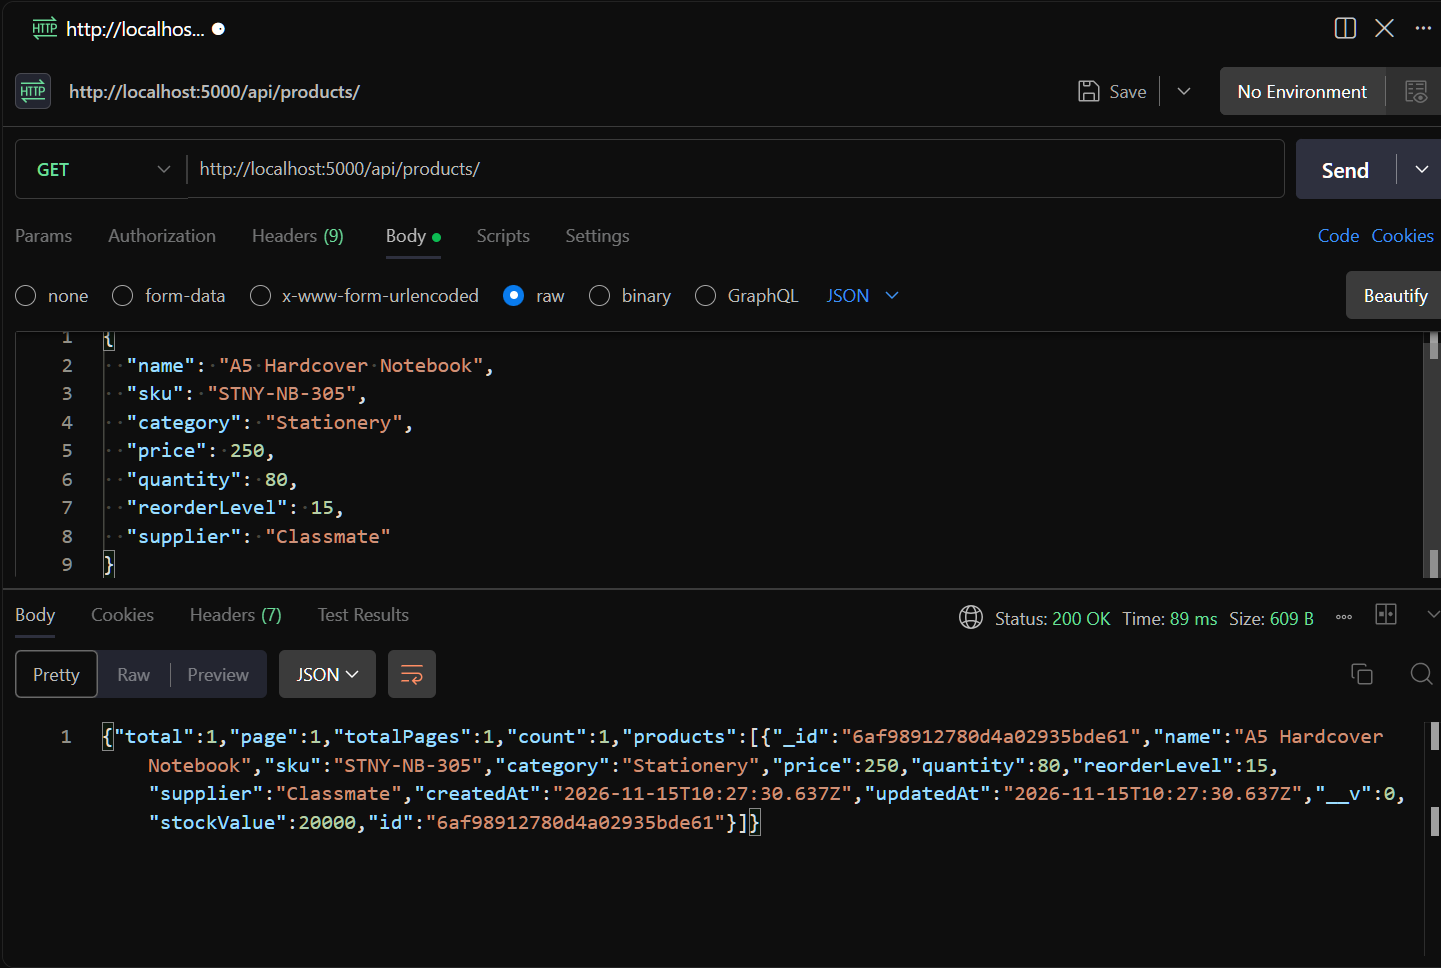 HTTP http://localhos...
HTTP http://localhost:5000/api/products/ Save No Environment
GET http://localhost:5000/api/products/ Send
Params Authorization Headers (9) Body Scripts Settings Code Cookies
none form-data x-www-form-urlencoded raw binary GraphQL JSON Beautify
1 {
2 "name": "A5 Hardcover Notebook",
3 "sku": "STNY-NB-305",
4 "category": "Stationery",
5 "price": 250,
6 "quantity": 80,
7 "reorderLevel": 15,
8 "supplier": "Classmate"
9 }
Body Cookies Headers (7) Test Results Status: 200 OK Time: 89 ms Size: 609 B
Pretty Raw Preview JSON
1 {"total":1,"page":1,"totalPages":1,"count":1,"products":[{"_id":"6af98912780d4a02935bde61","name":"A5 Hardcover
Notebook","sku":"STNY-NB-305","category":"Stationery","price":250,"quantity":80,"reorderLevel":15,
"supplier":"Classmate","createdAt":"2026-11-15T10:27:30.637Z","updatedAt":"2026-11-15T10:27:30.637Z","__v":0,
"stockValue":20000,"id":"6af98912780d4a02935bde61"}]}